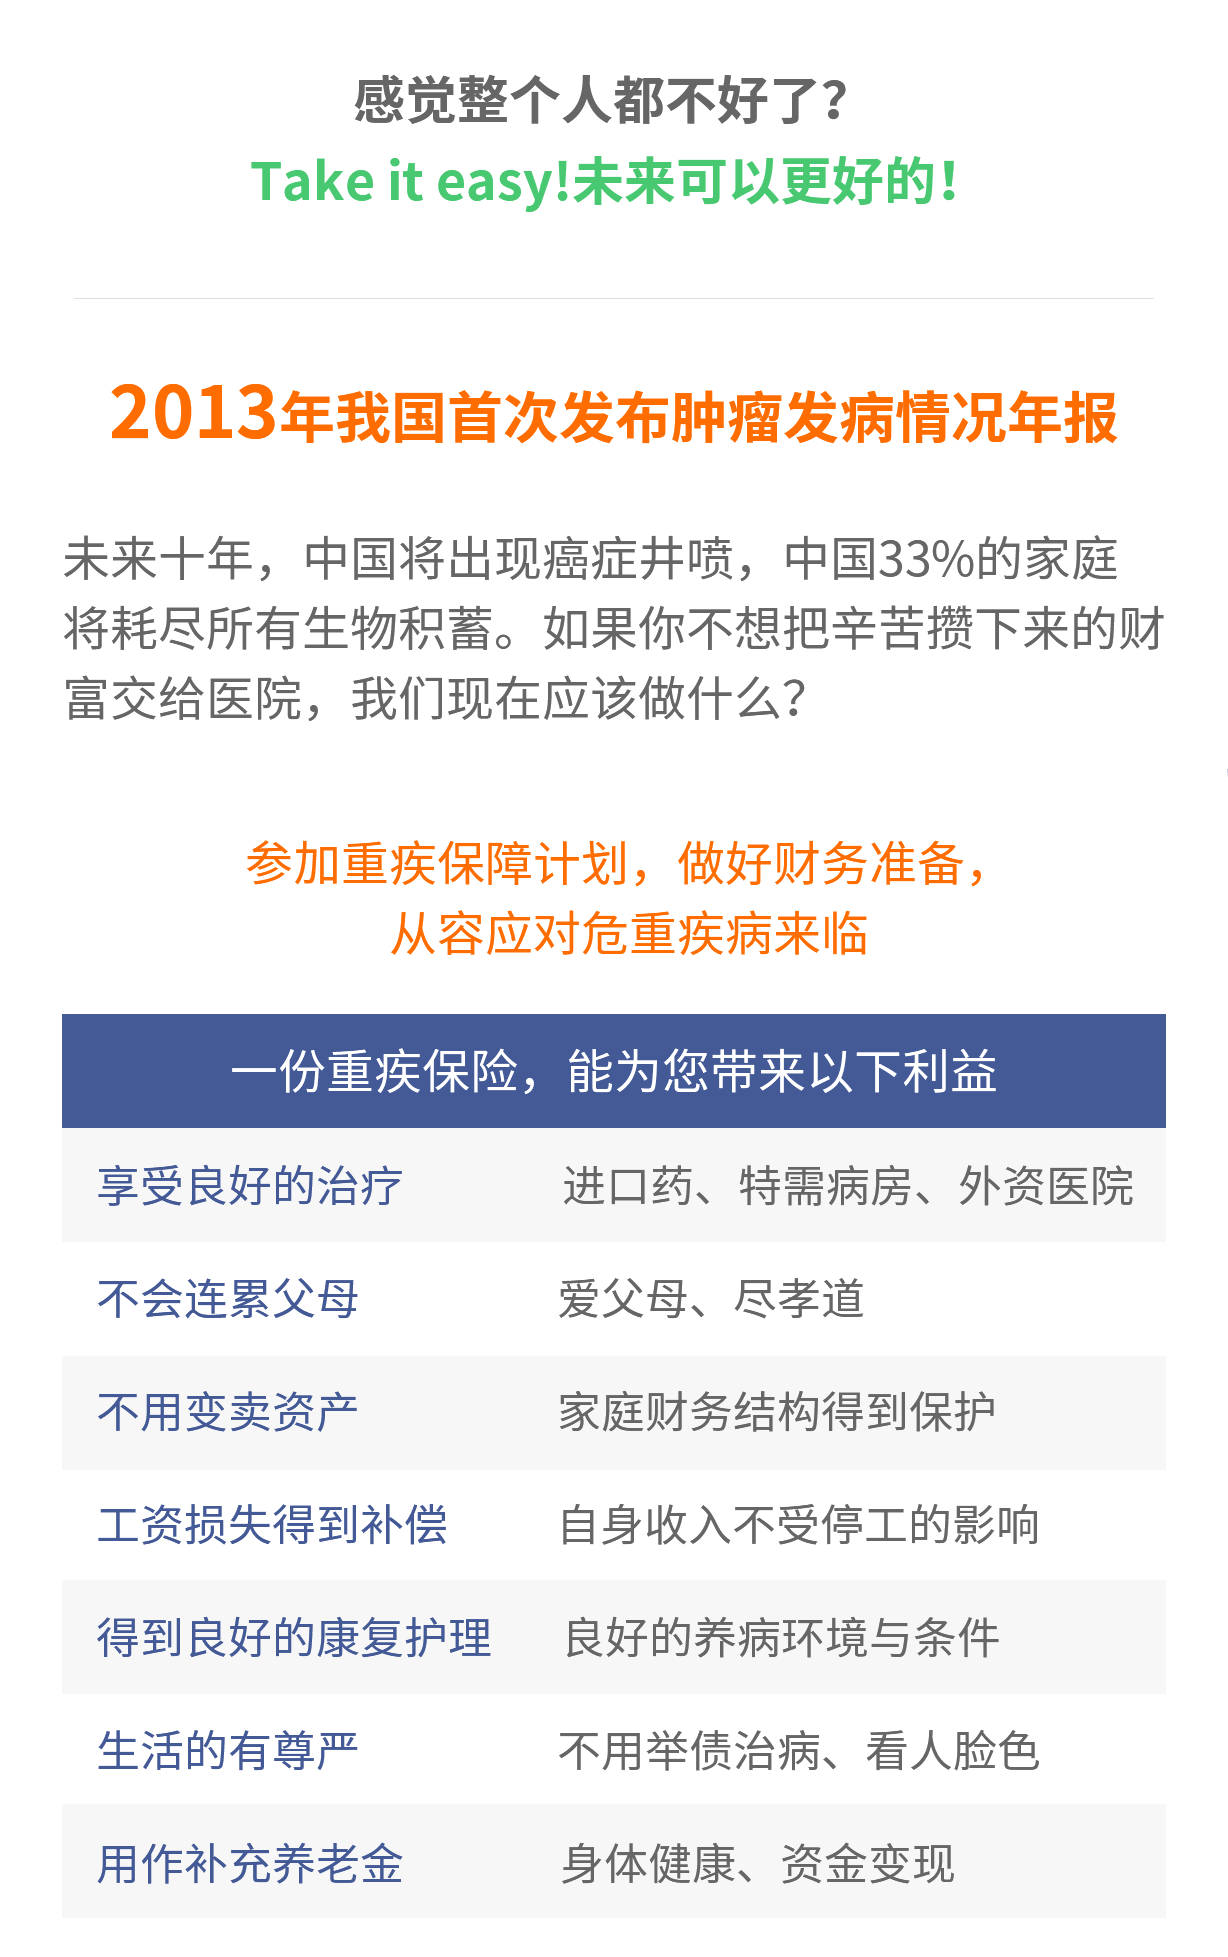 感觉整个人都不好了？
Take it easy!未来可以更好的！
2013年我国首次发布肿瘤发病情况年报
未来十年，中国将出现癌症井喷，中国33%的家庭
将耗尽所有生物积蓄。如果你不想把辛苦攒下来的财
富交给医院，我们现在应该做什么？
参加重疾保障计划，做好财务准备，
从容应对危重疾病来临
一份重疾保险，能为您带来以下利益
享受良好的治疗 进口药、特需病房、外资医院
不会连累父母 爱父母、尽孝道
不用变卖资产 家庭财务结构得到保护
工资损失得到补偿 自身收入不受停工的影响
得到良好的康复护理 良好的养病环境与条件
生活的有尊严 不用举债治病、看人脸色
用作补充养老金 身体健康、资金变现